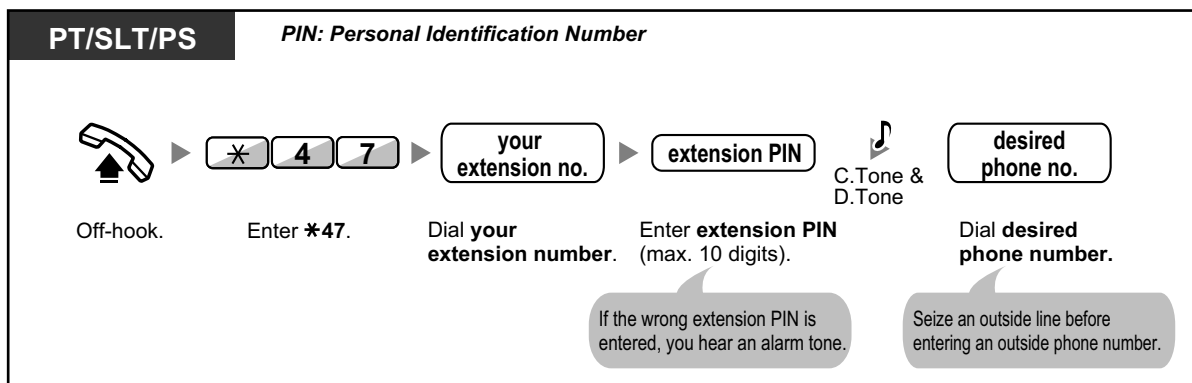 PT/SLT/PS
PIN: Personal Identification Number
✱ 4 7
your
extension no.
extension PIN
C.Tone &
D.Tone
desired
phone no.
Off-hook.
Enter ✱47.
Dial your
extension number.
Enter extension PIN
(max. 10 digits).
Dial desired
phone number.
If the wrong extension PIN is
entered, you hear an alarm tone.
Seize an outside line before
entering an outside phone number.